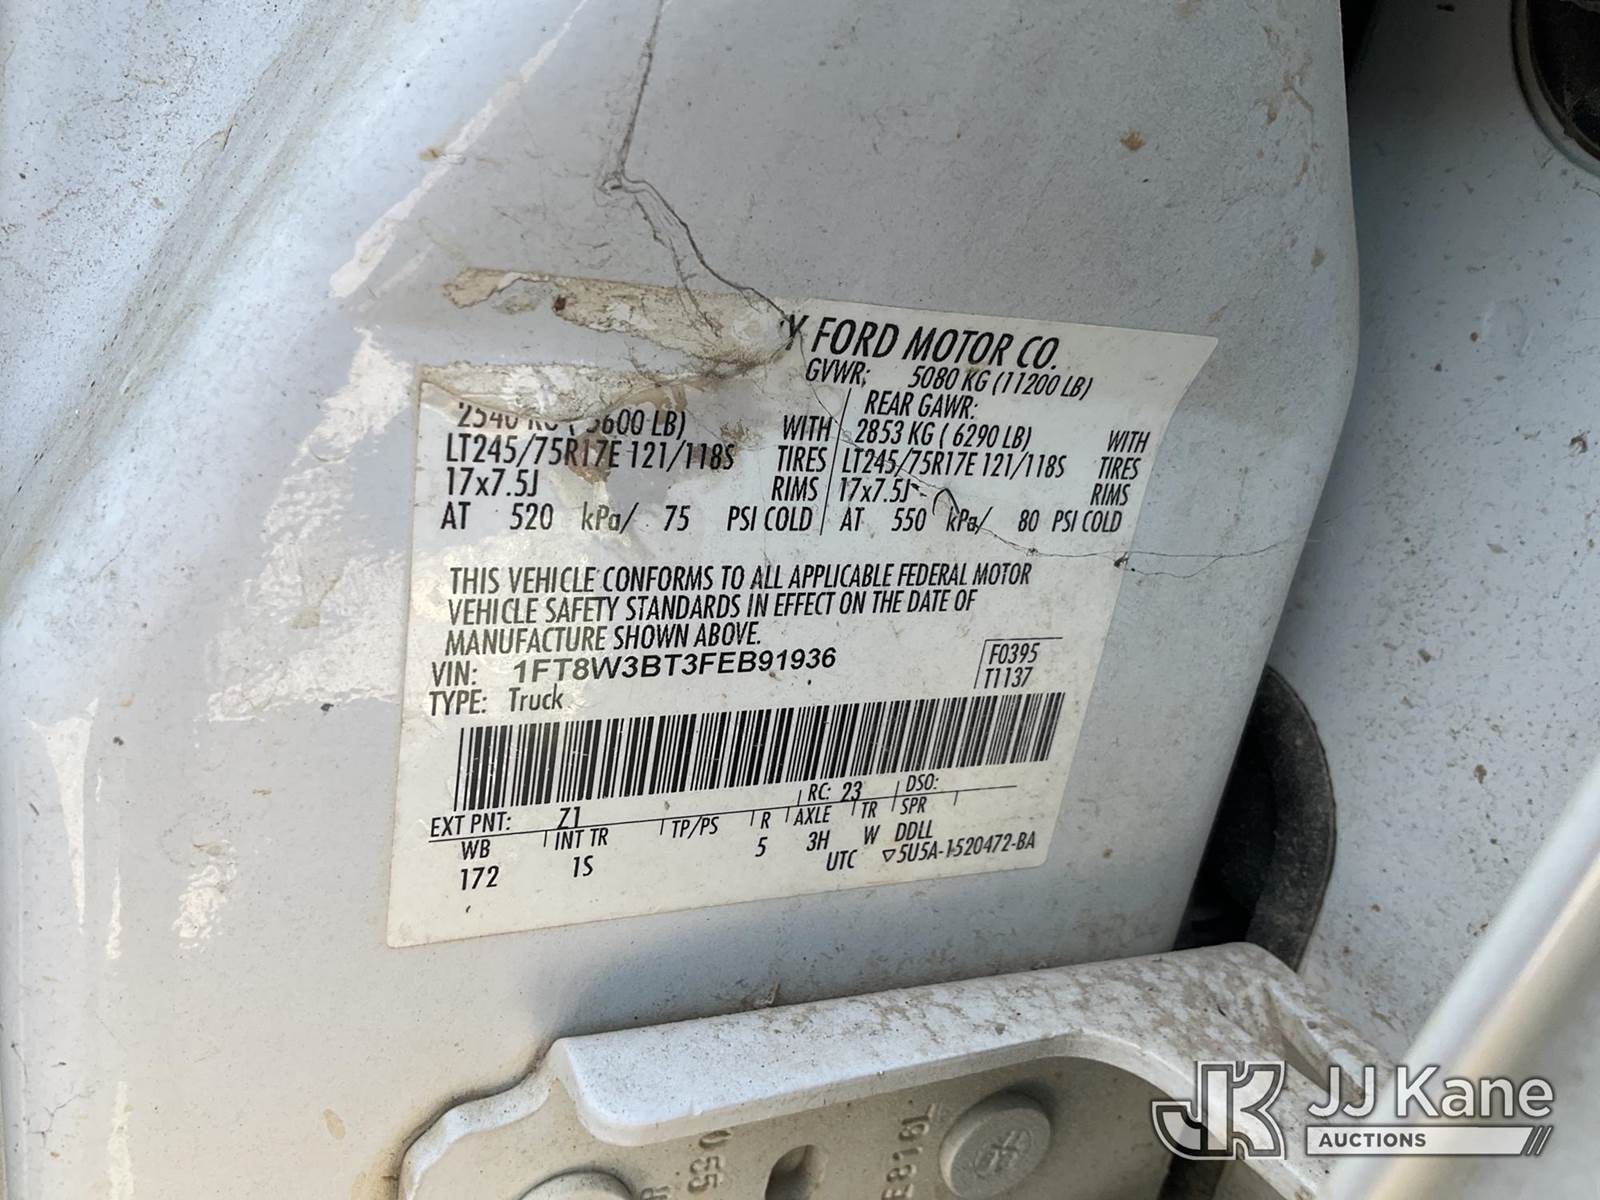 FORD MOTOR CO.
GVWR: 5080 KG (11200 LB)
REAR GAWR:
600 LB) WITH 2853 KG ( 6290 LB) WITH
LT245/75R17E 121/118S TIRES LT245/75R17E 121/118S TIRES
17x7.5J RIMS 17x7.5J RIMS
AT 520 kPa/ 75 PSI COLD AT 550 kPa/ 80 PSI COLD
THIS VEHICLE CONFORMS TO ALL APPLICABLE FEDERAL MOTOR
VEHICLE SAFETY STANDARDS IN EFFECT ON THE DATE OF
MANUFACTURE SHOWN ABOVE.
VIN: 1FT8W3BT3FEB91936 F0395
TYPE: Truck T1137
EXT PNT: Z1 RC: 23 DSO:
WB INT TR TP/PS R AXLE TR SPR
172 1S 5 3H W DDLL
UTC ▽5U5A-1520472-BA
JJ Kane
AUCTIONS